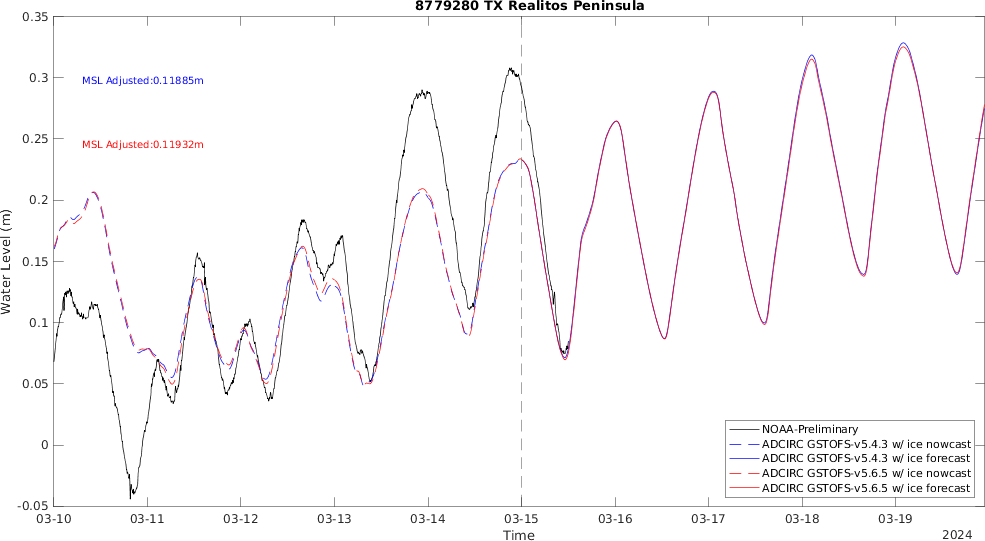 8779280 TX Realitos Peninsula
0.35
0.3
0.25
0.2
0.15
0.1
0.05
0
-0.05
Water Level (m)
MSL Adjusted:0.11885m
MSL Adjusted:0.11932m
NOAA-Preliminary
ADCIRC GSTOFS-v5.4.3 w/ ice nowcast
ADCIRC GSTOFS-v5.4.3 w/ ice forecast
ADCIRC GSTOFS-v5.6.5 w/ ice nowcast
ADCIRC GSTOFS-v5.6.5 w/ ice forecast
03-10 03-11 03-12 03-13 03-14 03-15 03-16 03-17 03-18 03-19
Time
2024